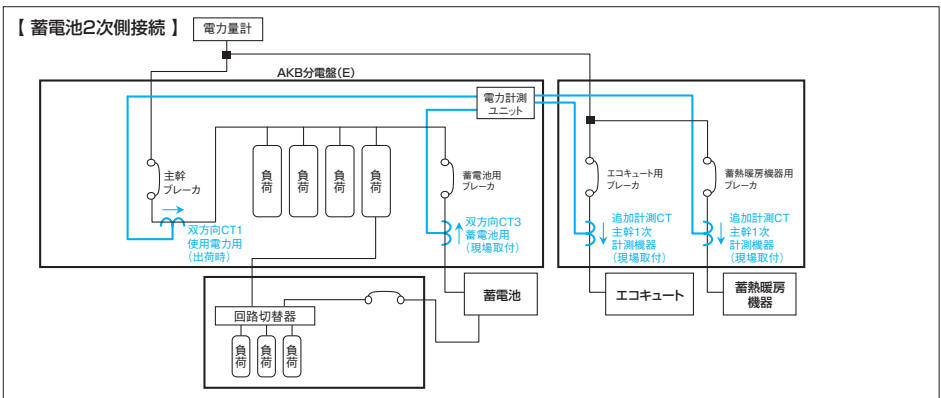 【 蓄電池2次側接続 】
電力量計
AKB分電盤(E)
電力計測
ユニット
主幹
ブレーカ
負荷
負荷
負荷
負荷
蓄電池用
ブレーカ
エコキュート用
ブレーカ
蓄熱暖房機器用
ブレーカ
双方向CT1
使用電力用
(出荷時)
双方向CT3
蓄電池用
(現場取付)
追加計測CT
主幹1次
計測機器
(現場取付)
追加計測CT
主幹1次
計測機器
(現場取付)
蓄電池
エコキュート
蓄熱暖房
機器
回路切替器
負荷
負荷
負荷